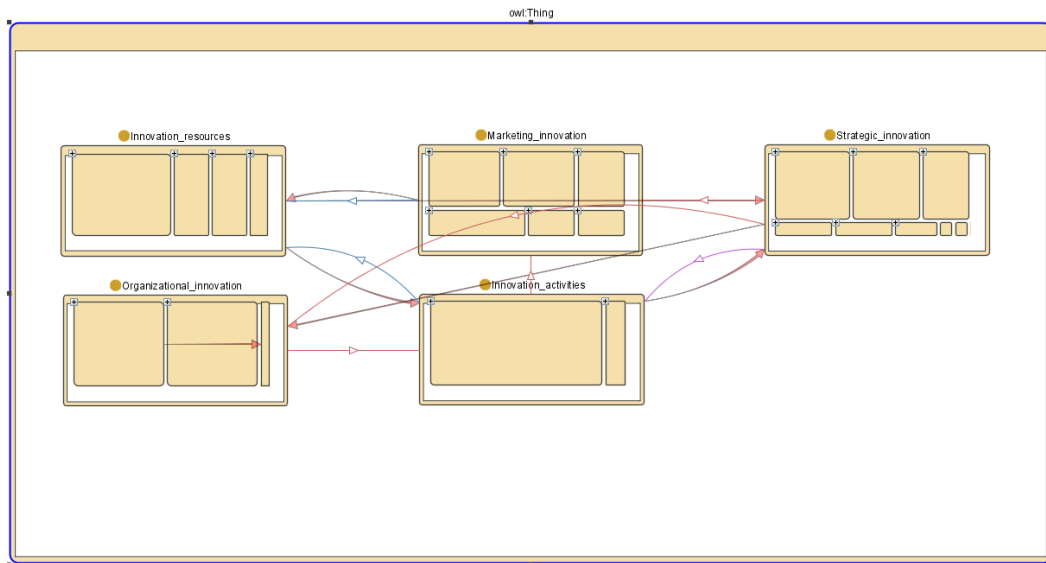 owl:Thing
Innovation_resources
Marketing_innovation
Strategic_innovation
Organizational_innovation
Innovation_activities